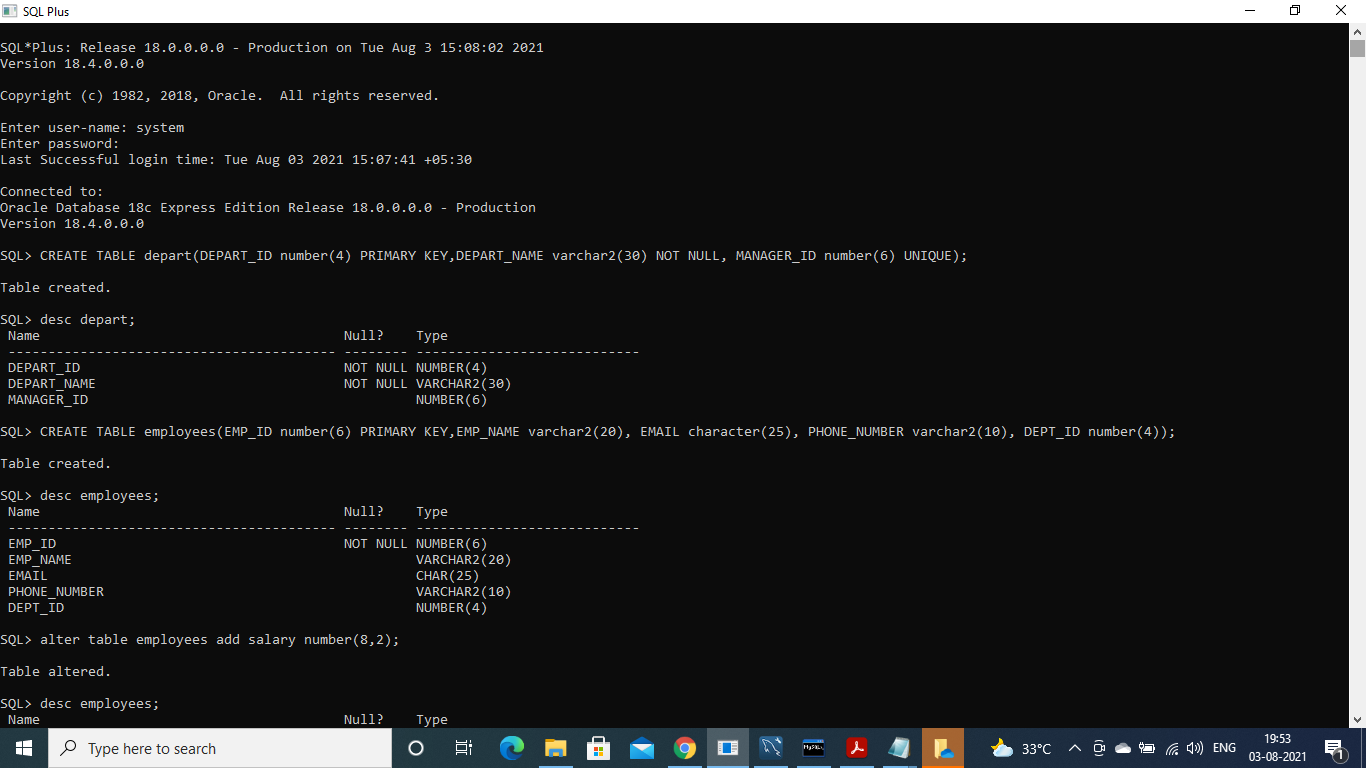 SQL Plus
SQL*Plus: Release 18.0.0.0.0 - Production on Tue Aug 3 15:08:02 2021
Version 18.4.0.0.0
Copyright (c) 1982, 2018, Oracle.  All rights reserved.
Enter user-name: system
Enter password:
Last Successful login time: Tue Aug 03 2021 15:07:41 +05:30
Connected to:
Oracle Database 18c Express Edition Release 18.0.0.0.0 - Production
Version 18.4.0.0.0
SQL> CREATE TABLE depart(DEPART_ID number(4) PRIMARY KEY,DEPART_NAME varchar2(30) NOT NULL, MANAGER_ID number(6) UNIQUE);
Table created.
SQL> desc depart;
 Name                                      Null?    Type
 ----------------------------------------- -------- ----------------------------
 DEPART_ID                                 NOT NULL NUMBER(4)
 DEPART_NAME                               NOT NULL VARCHAR2(30)
 MANAGER_ID                                         NUMBER(6)
SQL> CREATE TABLE employees(EMP_ID number(6) PRIMARY KEY,EMP_NAME varchar2(20), EMAIL character(25), PHONE_NUMBER varchar2(10), DEPT_ID number(4));
Table created.
SQL> desc employees;
 Name                                      Null?    Type
 ----------------------------------------- -------- ----------------------------
 EMP_ID                                    NOT NULL NUMBER(6)
 EMP_NAME                                           VARCHAR2(20)
 EMAIL                                              CHAR(25)
 PHONE_NUMBER                                       VARCHAR2(10)
 DEPT_ID                                            NUMBER(4)
SQL> alter table employees add salary number(8,2);
Table altered.
SQL> desc employees;
 Name                                      Null?    Type
Type here to search
33°C
ENG
19:53
03-08-2021
1